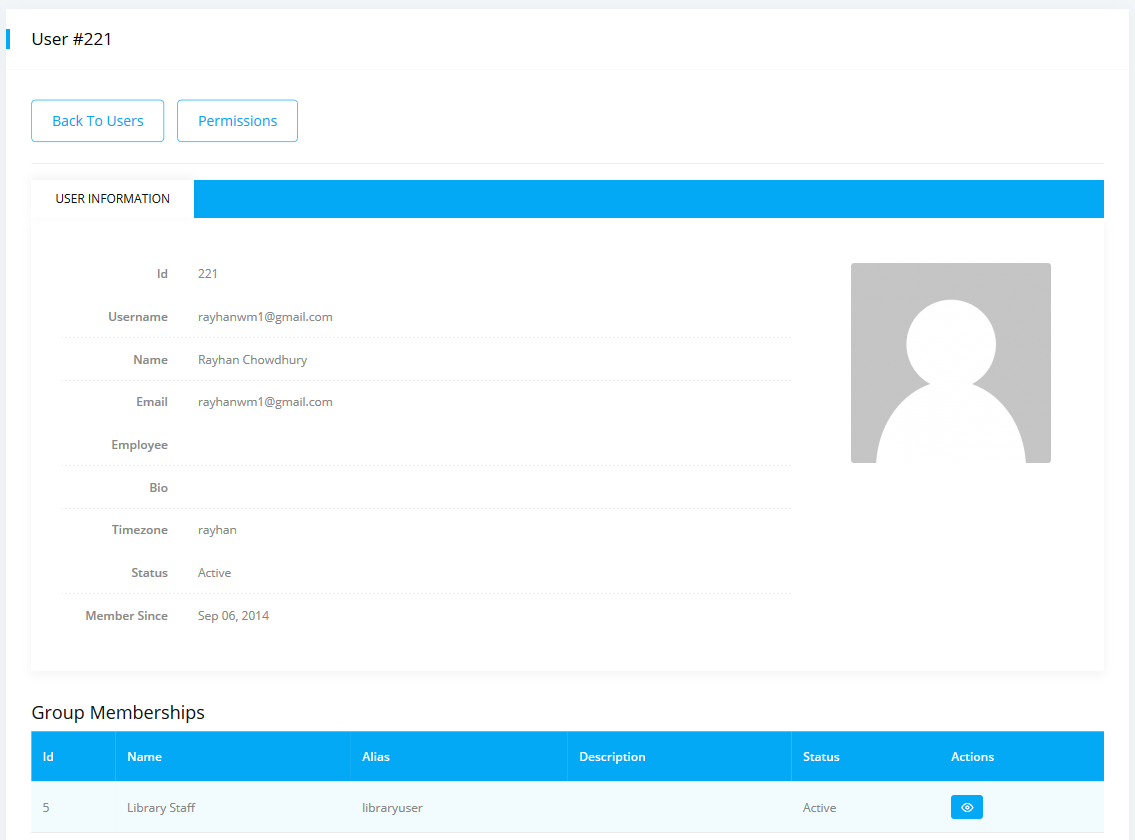 User #221
Back To Users Permissions
USER INFORMATION
Id 221
Username rayhanwm1@gmail.com
Name Rayhan Chowdhury
Email rayhanwm1@gmail.com
Employee
Bio
Timezone rayhan
Status Active
Member Since Sep 06, 2014
Group Memberships
Id Name Alias Description Status Actions
5 Library Staff libraryuser Active